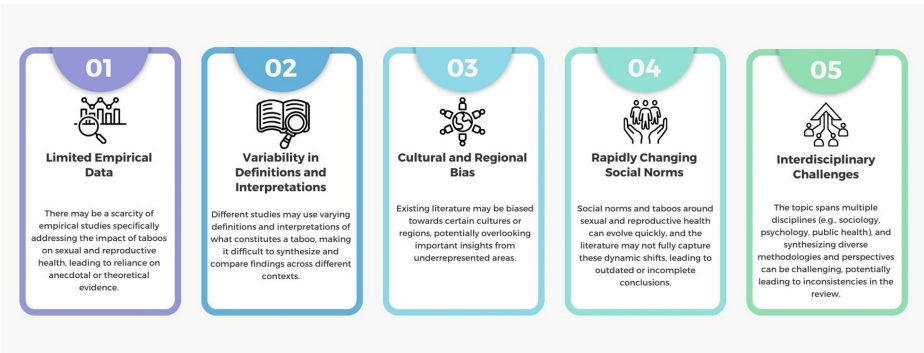 01
Limited Empirical
Data
There may be a scarcity of
empirical studies specifically
addressing the impact of taboos
on sexual and reproductive
health, leading to reliance on
anecdotal or theoretical
evidence.
02
Variability in
Definitions and
Interpretations
Different studies may use varying
definitions and interpretations of
what constitutes a taboo, making
it difficult to synthesize and
compare findings across different
contexts.
03
Cultural and Regional
Bias
Existing literature may be biased
towards certain cultures or
regions, potentially overlooking
important insights from
underrepresented areas.
04
Rapidly Changing
Social Norms
Social norms and taboos around
sexual and reproductive health
can evolve quickly, and the
literature may not fully capture
these dynamic shifts, leading to
outdated or incomplete
conclusions.
05
Interdisciplinary
Challenges
The topic spans multiple
disciplines (e.g., sociology,
psychology, public health), and
synthesizing diverse
methodologies and perspectives
can be challenging, potentially
leading to inconsistencies in the
review.